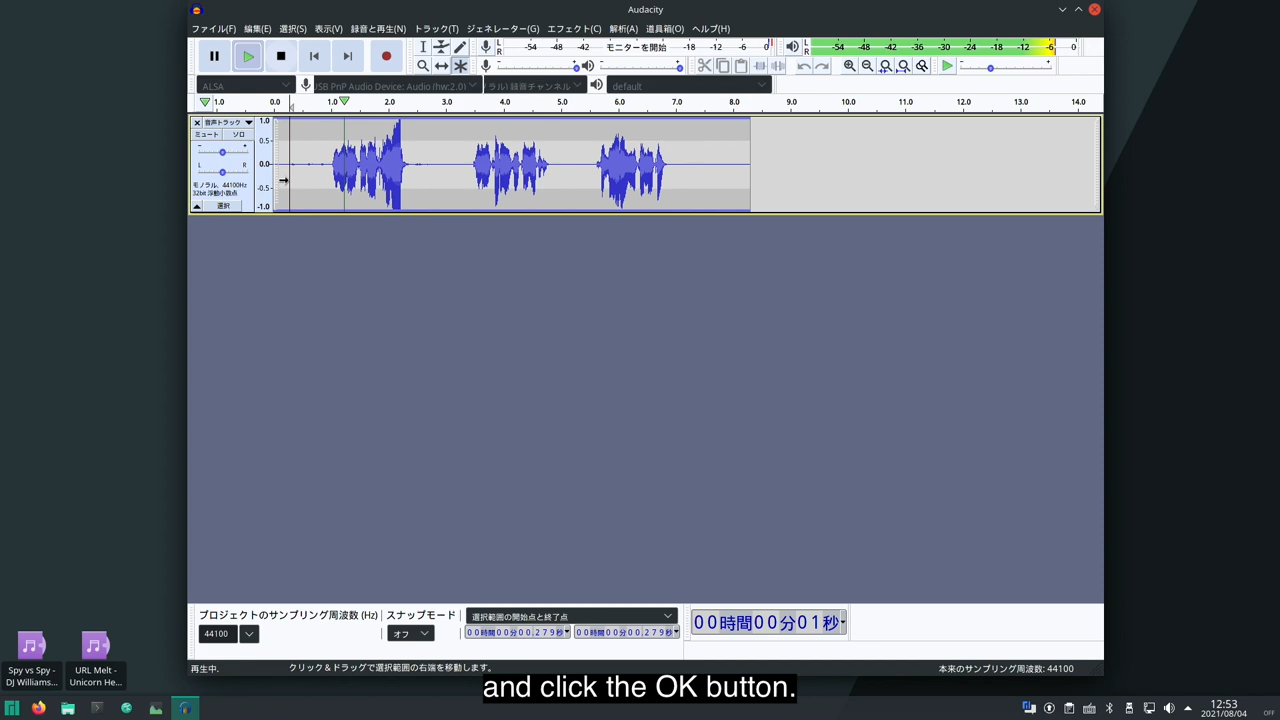 Audacity
ファイル(F) 編集(E) 選択(S) 表示(V) 録音と再生(N) トラック(T) ジェネレーター(G) エフェクト(C) 解析(A) 道具箱(O) ヘルプ(H)
L R -54 -48 -42 モニターを開始 -18 -12 -6 0 L R -54 -48 -42 -36 -30 -24 -18 -12 -6 0
ALSA USB PnP Audio Device: Audio (hw:2,0) ラル) 録音チャンネル default
1.0 0.0 1.0 2.0 3.0 4.0 5.0 6.0 7.0 8.0 9.0 10.0 11.0 12.0 13.0 14.0
音声トラック 1.0
ミュート ソロ 0.5
- +
L R 0.0
モノラル, 44100Hz -0.5
32bit 浮動小数点
選択 -1.0
プロジェクトのサンプリング周波数 (Hz) スナップモード 選択範囲の開始点と終了点
44100 オフ 00時間00分00.279秒 00時間00分00.279秒 00時間00分01秒
再生中. クリック＆ドラッグで選択範囲の右端を移動します。 本来のサンプリング周波数: 44100
and click the OK button.
Spy vs Spy -
DJ Williams...
URL Melt -
Unicorn He...
12:53
2021/08/04
OFF